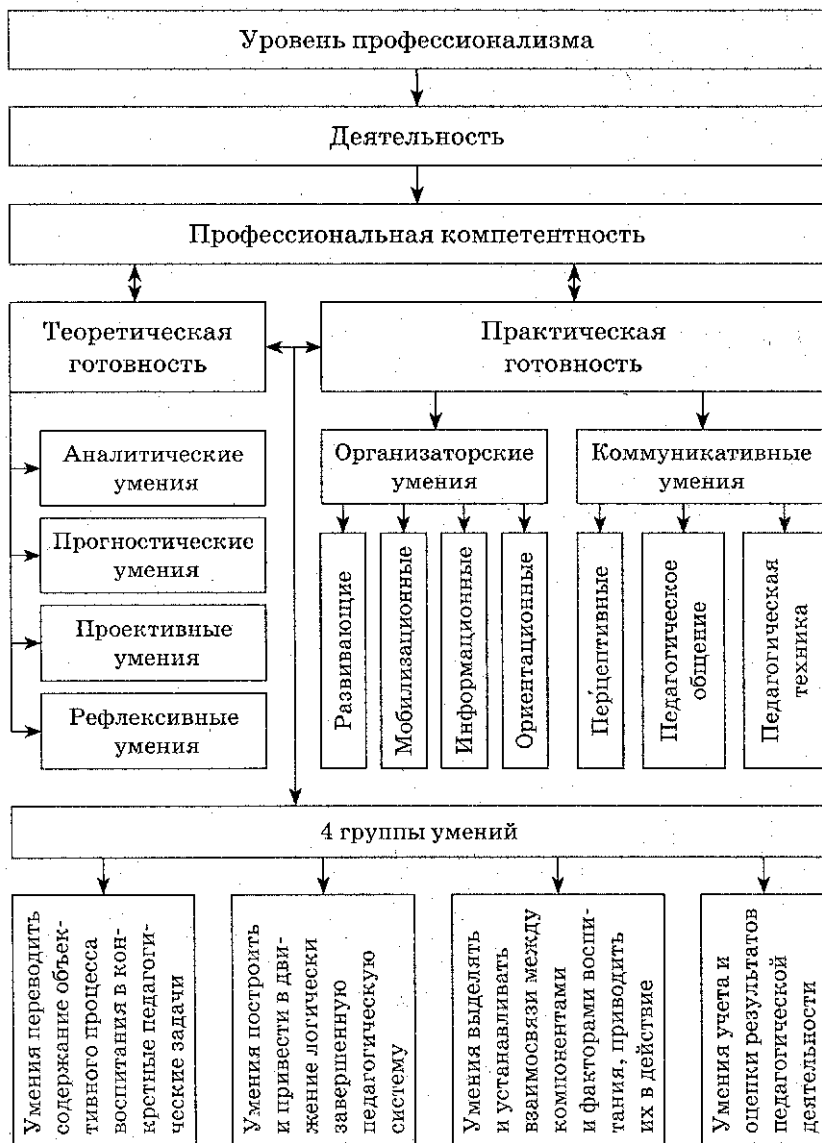 Уровень профессионализма
Деятельность
Профессиональная компетентность
Теоретическая
готовность
Практическая
готовность
Аналитические
умения
Прогностические
умения
Проективные
умения
Рефлексивные
умения
Организаторские
умения
Коммуникативные
умения
Развивающие
Мобилизационные
Информационные
Ориентационные
Перцептивные
Педагогическое
общение
Педагогическая
техника
4 группы умений
Умения переводить
содержание объек-
тивного процесса
воспитания в кон-
кретные педагоги-
ческие задачи
Умения построить
и привести в дви-
жение логически
завершенную
педагогическую
систему
Умения выделять
и устанавливать
взаимосвязи между
компонентами
и факторами воспи-
тания, приводить
их в действие
Умения учета и
оценки результатов
педагогической
деятельности